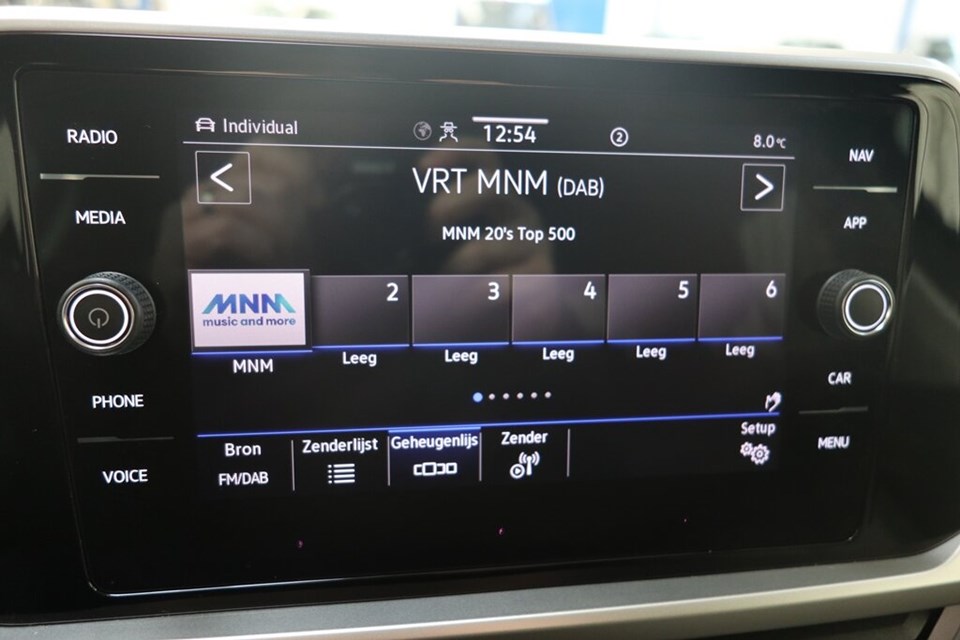 RADIO
MEDIA
PHONE
VOICE
Individual
12:54
2
8.0°C
VRT MNM (DAB)
MNM 20's Top 500
MNM
music and more
2
3
4
5
6
MNM
Leeg
Leeg
Leeg
Leeg
Leeg
Bron
FM/DAB
Zenderlijst
Geheugenlijs
Zender
Setup
NAV
APP
CAR
MENU